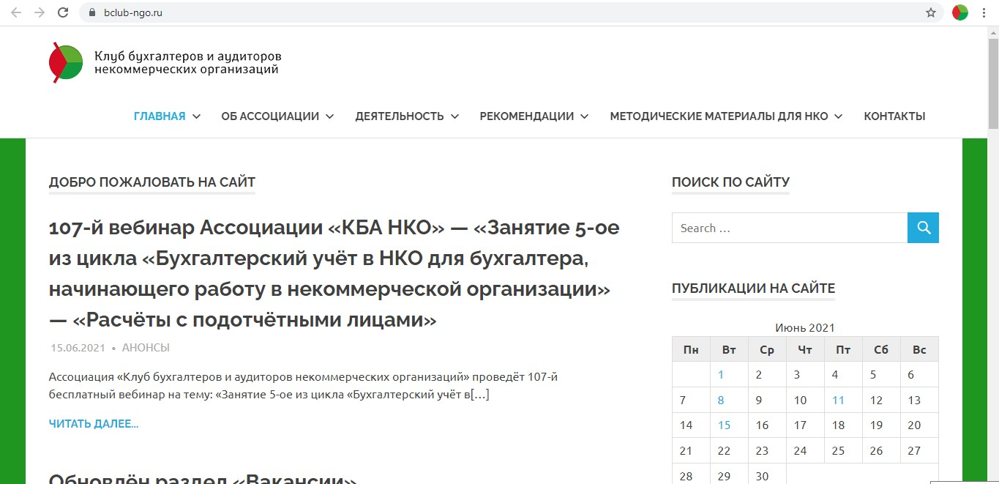 bclub-ngo.ru
Клуб бухгалтеров и аудиторов
некоммерческих организаций
ГЛАВНАЯ ОБ АССОЦИАЦИИ ДЕЯТЕЛЬНОСТЬ РЕКОМЕНДАЦИИ МЕТОДИЧЕСКИЕ МАТЕРИАЛЫ ДЛЯ НКО КОНТАКТЫ
ДОБРО ПОЖАЛОВАТЬ НА САЙТ
107-й вебинар Ассоциации «КБА НКО» — «Занятие 5-ое
из цикла «Бухгалтерский учёт в НКО для бухгалтера,
начинающего работу в некоммерческой организации»
— «Расчёты с подотчётными лицами»
15.06.2021 • АНОНСЫ
Ассоциация «Клуб бухгалтеров и аудиторов некоммерческих организаций» проведёт 107-й
бесплатный вебинар на тему: «Занятие 5-ое из цикла «Бухгалтерский учёт в[…]
ЧИТАТЬ ДАЛЕЕ...
Обновлён раздел «Вакансии»
ПОИСК ПО САЙТУ
Search …
ПУБЛИКАЦИИ НА САЙТЕ
Июнь 2021
Пн Вт Ср Чт Пт Сб Вс
1 2 3 4 5 6
7 8 9 10 11 12 13
14 15 16 17 18 19 20
21 22 23 24 25 26 27
28 29 30